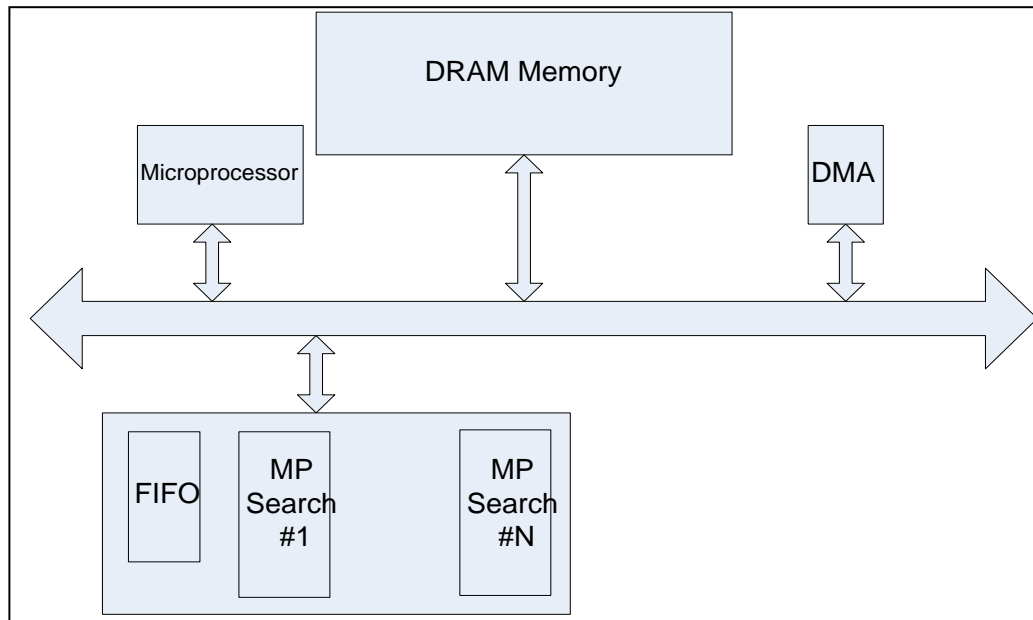 DRAM Memory
Microprocessor
DMA
FIFO
MP
Search
#1
MP
Search
#N